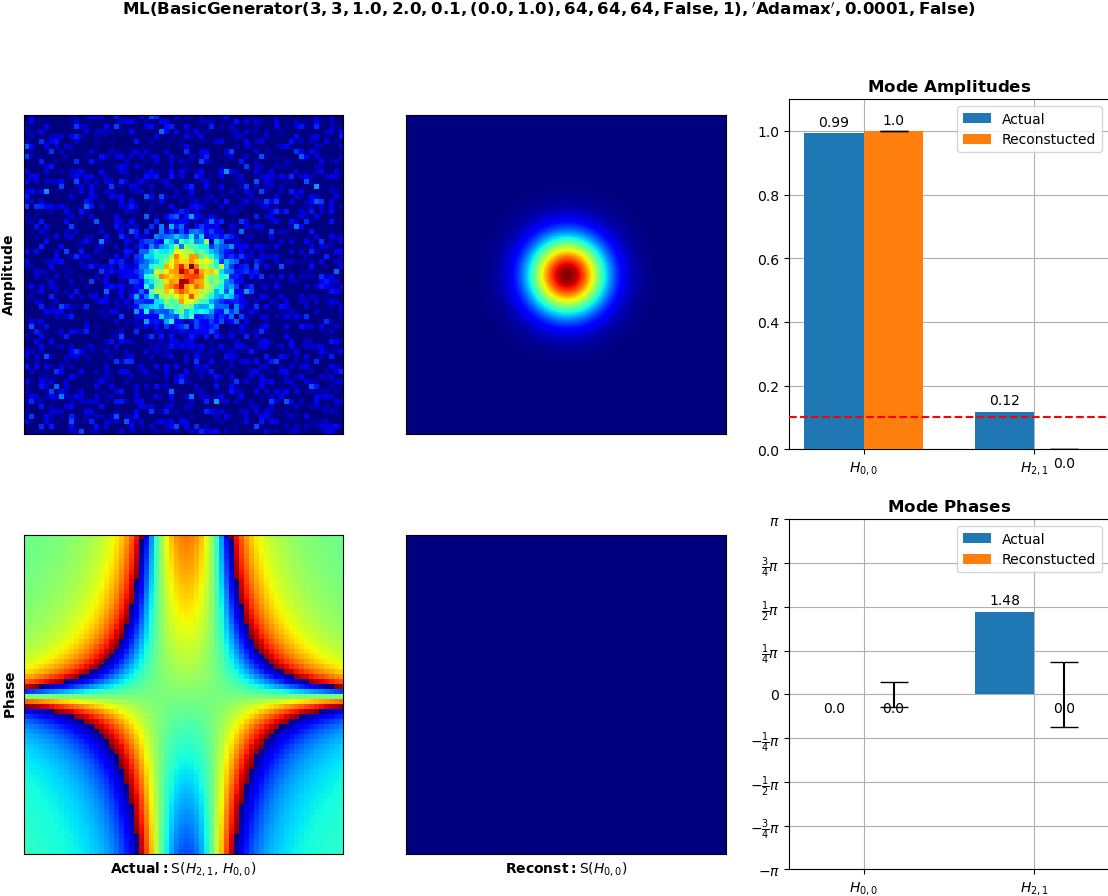 ML(BasicGenerator(3, 3, 1.0, 2.0, 0.1, (0.0, 1.0), 64, 64, 64, False, 1), ′Adamax′, 0.0001, False)
Amplitude
Mode Amplitudes
Actual
Reconstucted
0.99
1.0
0.12
0.0
1.0
0.8
0.6
0.4
0.2
0.0
H0, 0
H2, 1
Phase
Actual: S(H2, 1, H0, 0)
Reconst: S(H0, 0)
Mode Phases
Actual
Reconstucted
π
3/4π
1/2π
1/4π
0
−1/4π
−1/2π
−3/4π
−π
0.0
0.0
1.48
0.0
H0, 0
H2, 1